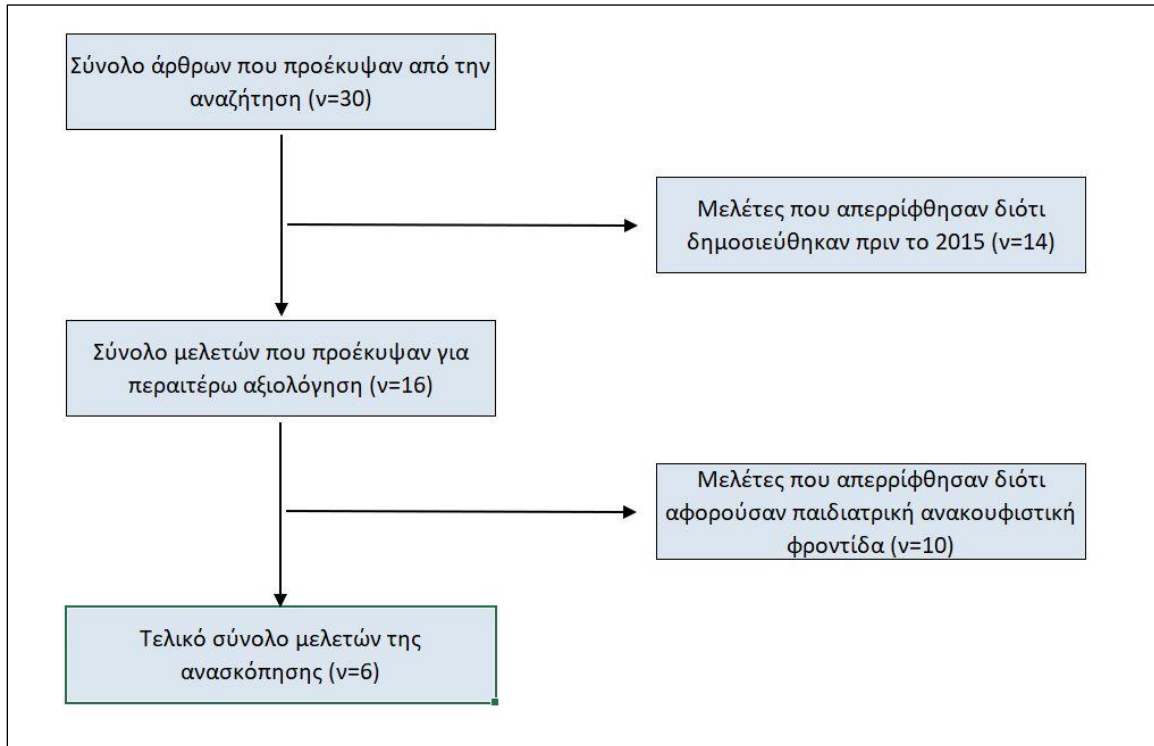 Σύνολο άρθρων που προέκυψαν από την
αναζήτηση (ν=30)
Μελέτες που απερρίφθησαν διότι
δημοσιεύθηκαν πριν το 2015 (ν=14)
Σύνολο μελετών που προέκυψαν για
περαιτέρω αξιολόγηση (ν=16)
Μελέτες που απερρίφθησαν διότι
αφορούσαν παιδιατρική ανακουφιστική
φροντίδα (ν=10)
Τελικό σύνολο μελετών της
ανασκόπησης (ν=6)